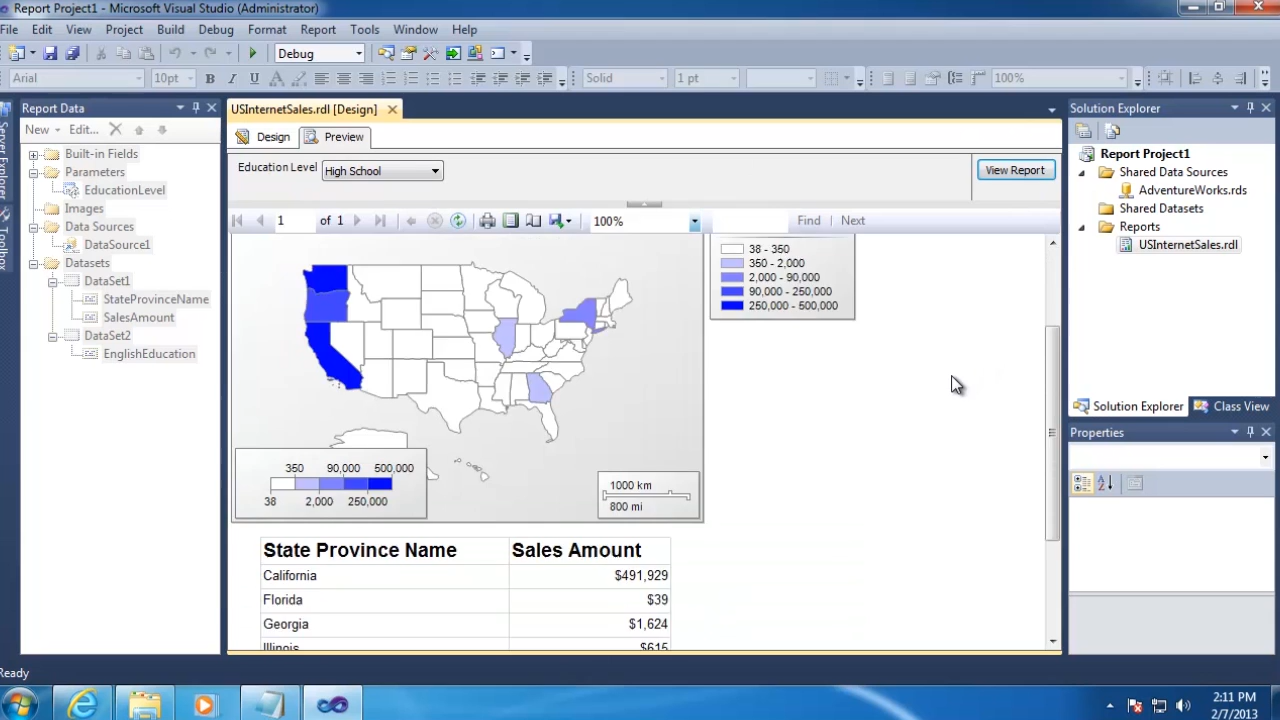 Report Project1 - Microsoft Visual Studio (Administrator)
File Edit View Project Build Debug Format Report Tools Window Help
Debug
Arial 10pt B I U A Solid 1 pt 100%
Server Explorer
Toolbox
Report Data
New Edit...
Built-in Fields
Parameters
EducationLevel
Images
Data Sources
DataSource1
Datasets
DataSet1
StateProvinceName
SalesAmount
DataSet2
EnglishEducation
USInternetSales.rdl [Design]
Design Preview
Education Level High School View Report
1 of 1 100% Find Next
38 - 350
350 - 2,000
2,000 - 90,000
90,000 - 250,000
250,000 - 500,000
350 90,000 500,000
38 2,000 250,000
1000 km
800 mi
State Province Name Sales Amount
California $491,929
Florida $39
Georgia $1,624
Illinois $615
Solution Explorer
Report Project1
Shared Data Sources
AdventureWorks.rds
Shared Datasets
Reports
USInternetSales.rdl
Solution Explorer Class View
Properties
Ready
2:11 PM
2/7/2013